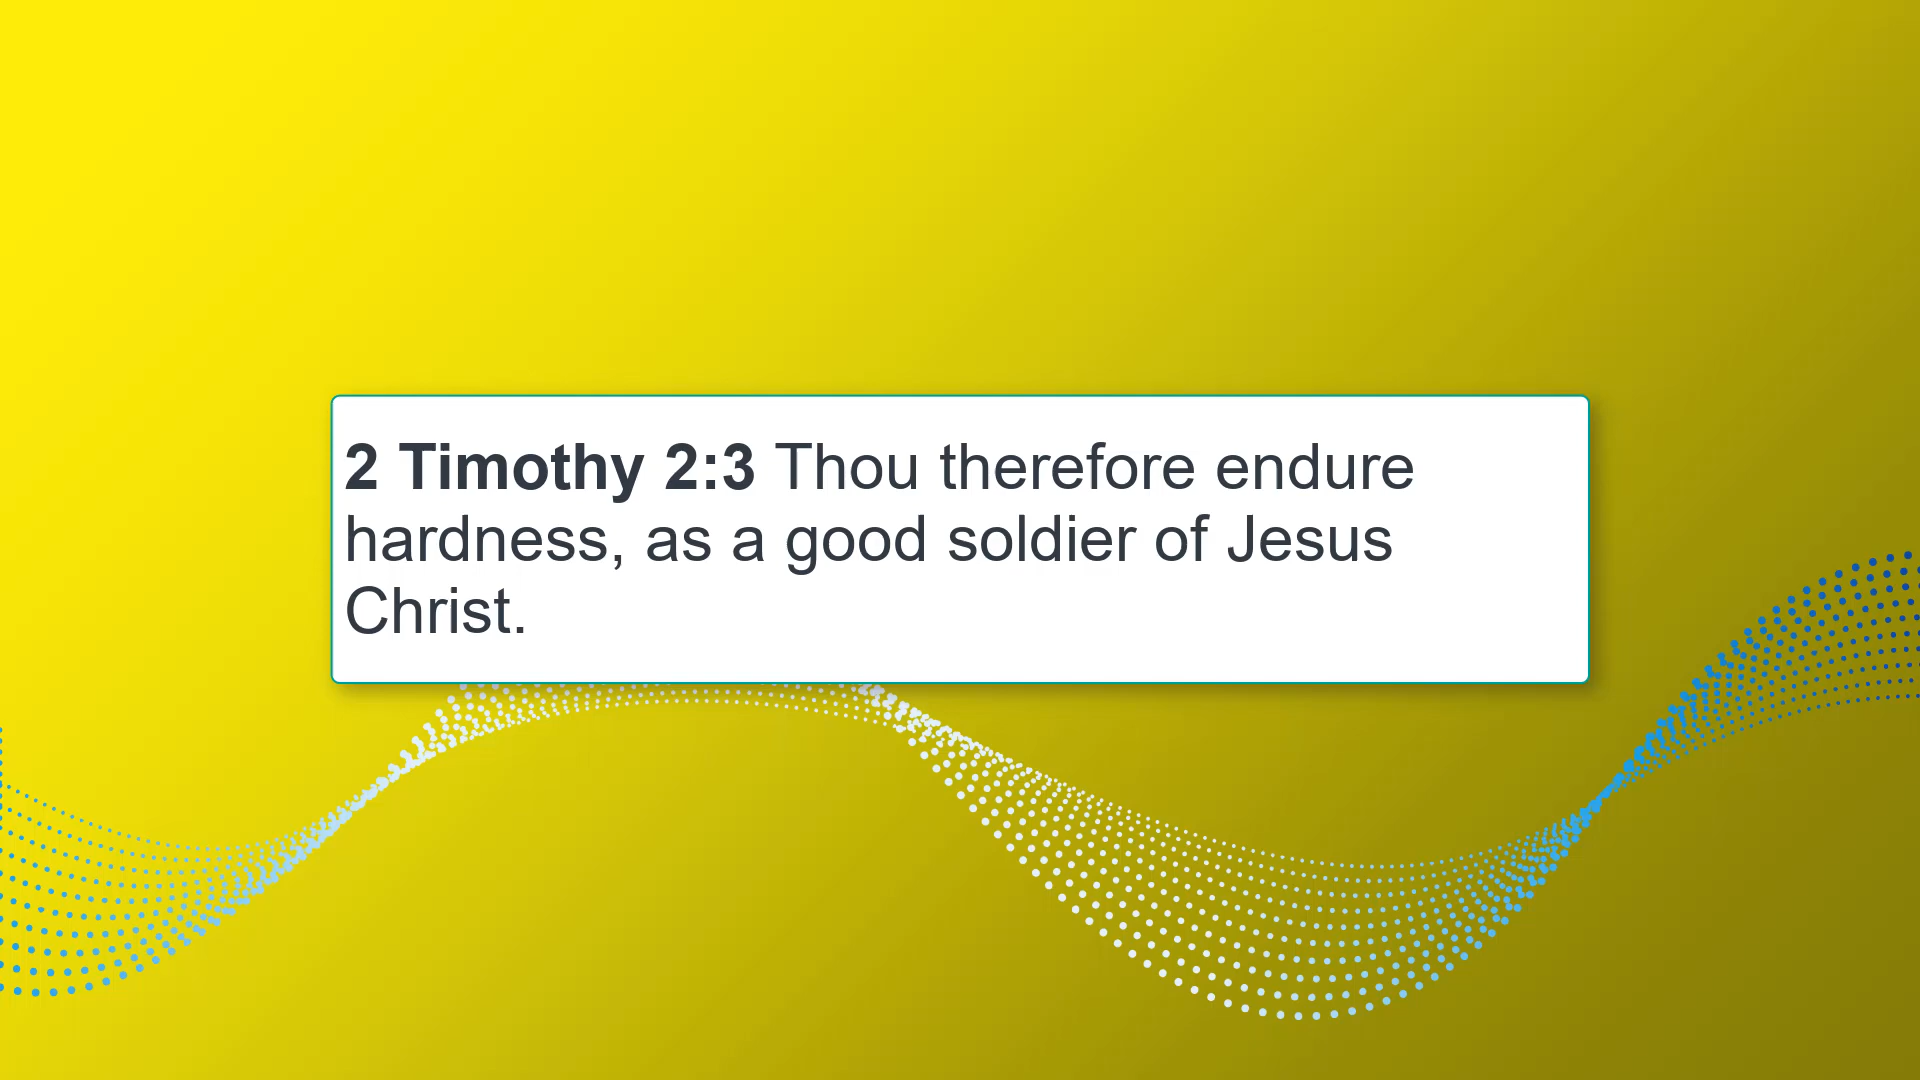 2 Timothy 2:3 Thou therefore endure
hardness, as a good soldier of Jesus
Christ.